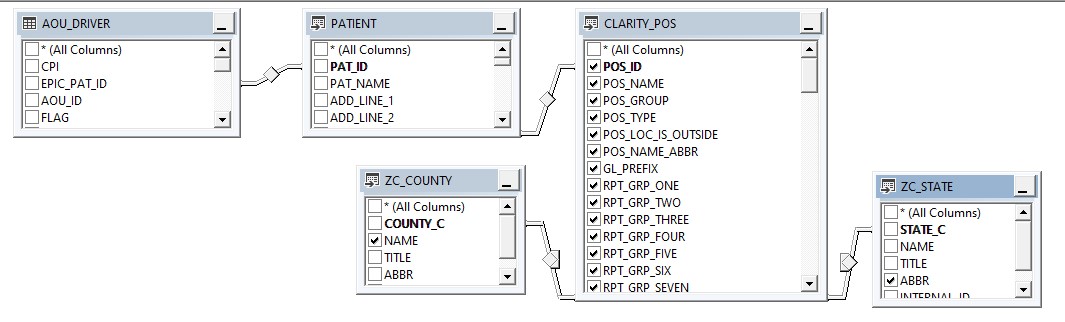 AOU_DRIVER
* (All Columns)
CPI
EPIC_PAT_ID
AOU_ID
FLAG
PATIENT
* (All Columns)
PAT_ID
PAT_NAME
ADD_LINE_1
ADD_LINE_2
CLARITY_POS
* (All Columns)
POS_ID
POS_NAME
POS_GROUP
POS_TYPE
POS_LOC_IS_OUTSIDE
POS_NAME_ABBR
GL_PREFIX
RPT_GRP_ONE
RPT_GRP_TWO
RPT_GRP_THREE
RPT_GRP_FOUR
RPT_GRP_FIVE
RPT_GRP_SIX
RPT_GRP_SEVEN
ZC_COUNTY
* (All Columns)
COUNTY_C
NAME
TITLE
ABBR
ZC_STATE
* (All Columns)
STATE_C
NAME
TITLE
ABBR
INTERNAL_ID